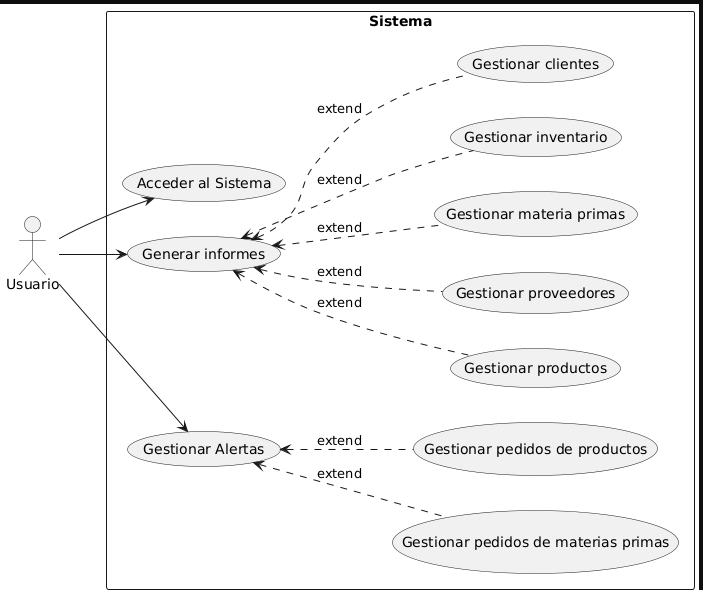 Sistema
Gestionar clientes
extend
Gestionar inventario
extend
Acceder al Sistema
Gestionar materia primas
extend
Generar informes
extend
Usuario
Gestionar proveedores
extend
Gestionar productos
extend
Gestionar Alertas
Gestionar pedidos de productos
extend
Gestionar pedidos de materias primas